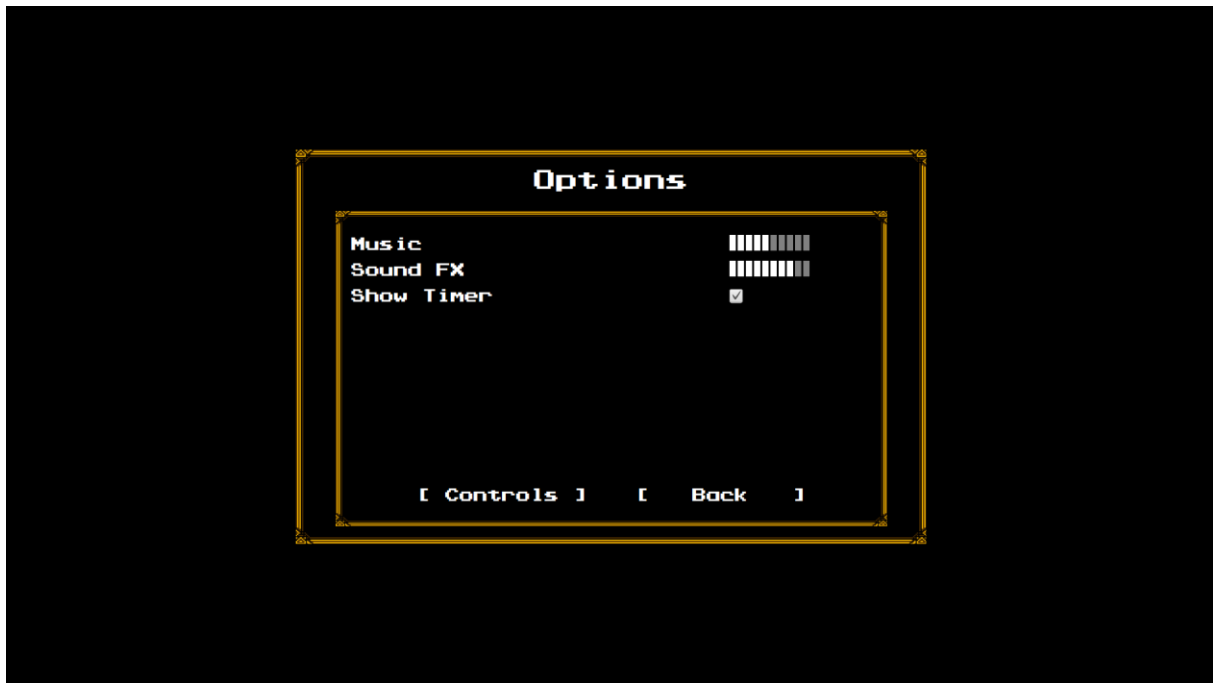 Options
Music
Sound FX
Show Timer
[ Controls ] [ Back ]